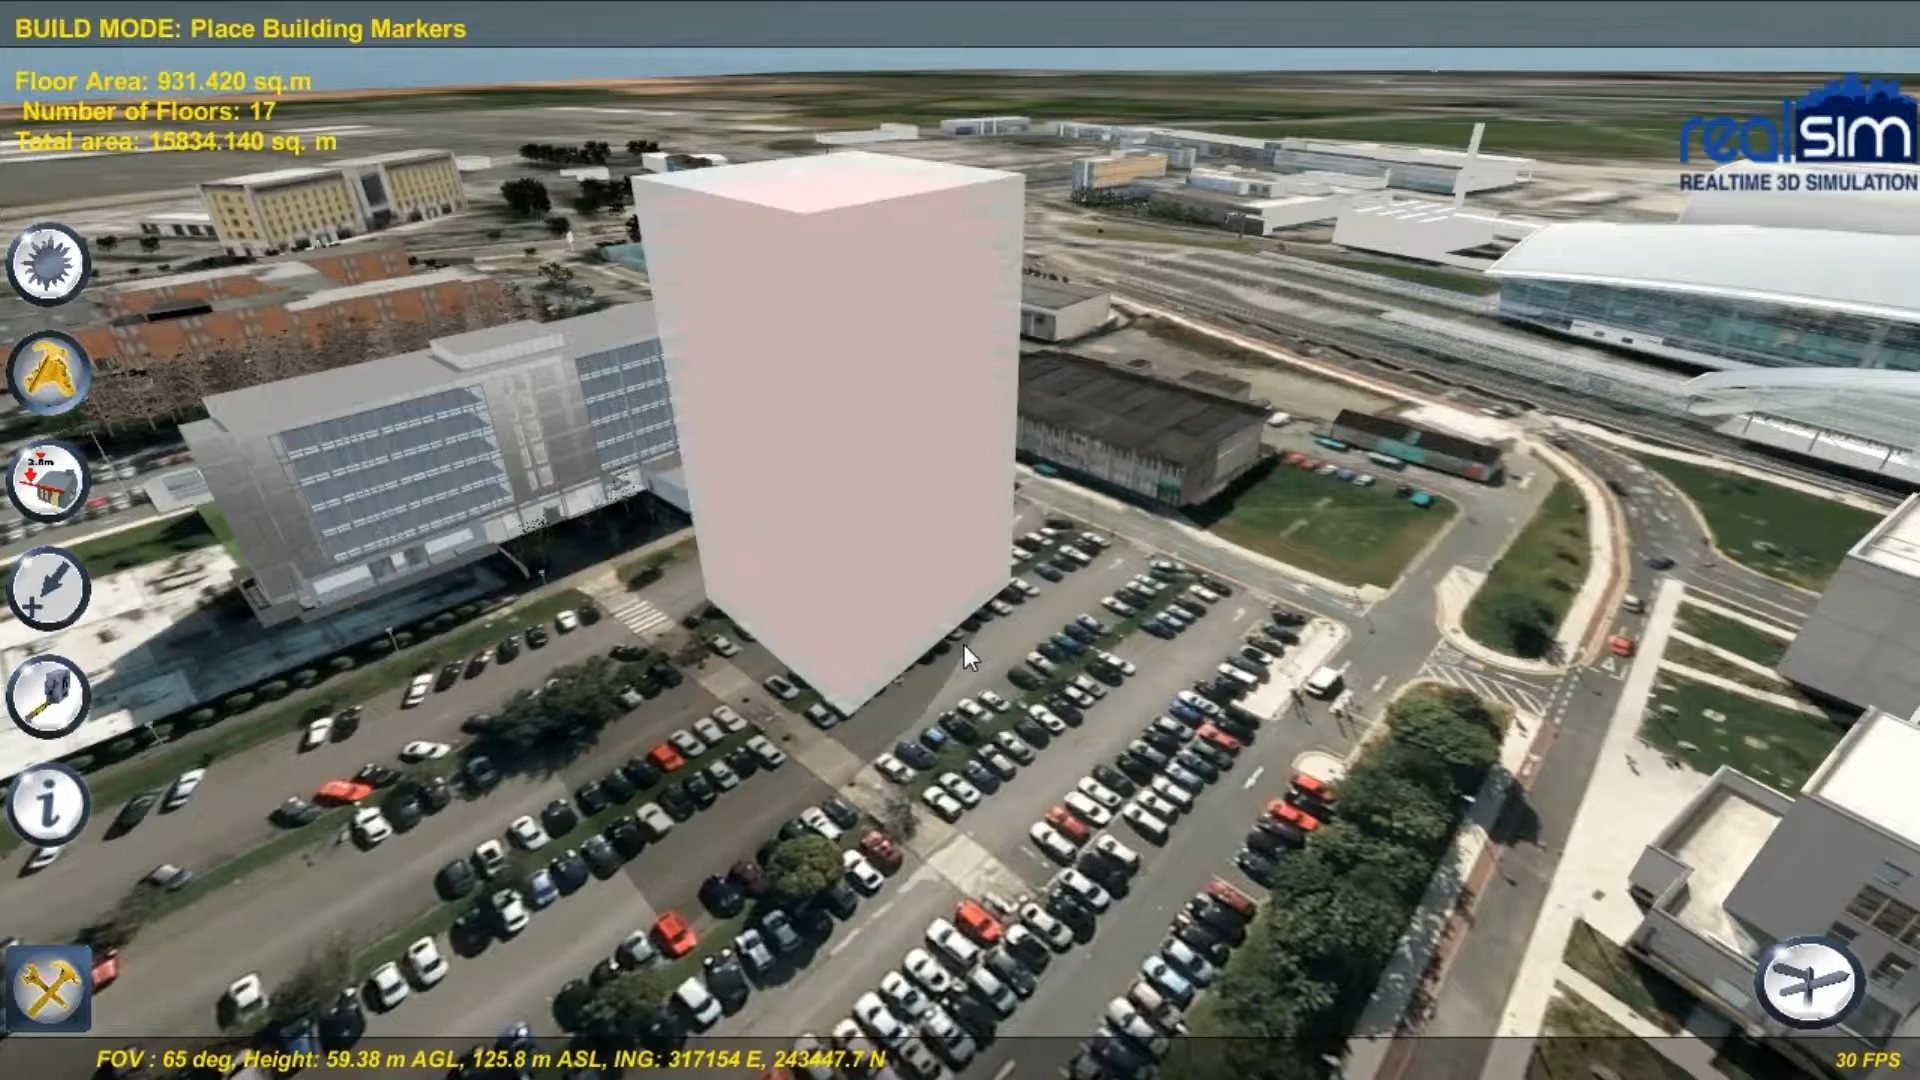 BUILD MODE: Place Building Markers
Floor Area: 931.420 sq.m
Number of Floors: 17
Total area: 15834.140 sq. m
realsim
REALTIME 3D SIMULATION
2.8m
FOV : 65 deg, Height: 59.38 m AGL, 125.8 m ASL, ING: 317154 E, 243447.7 N
30 FPS